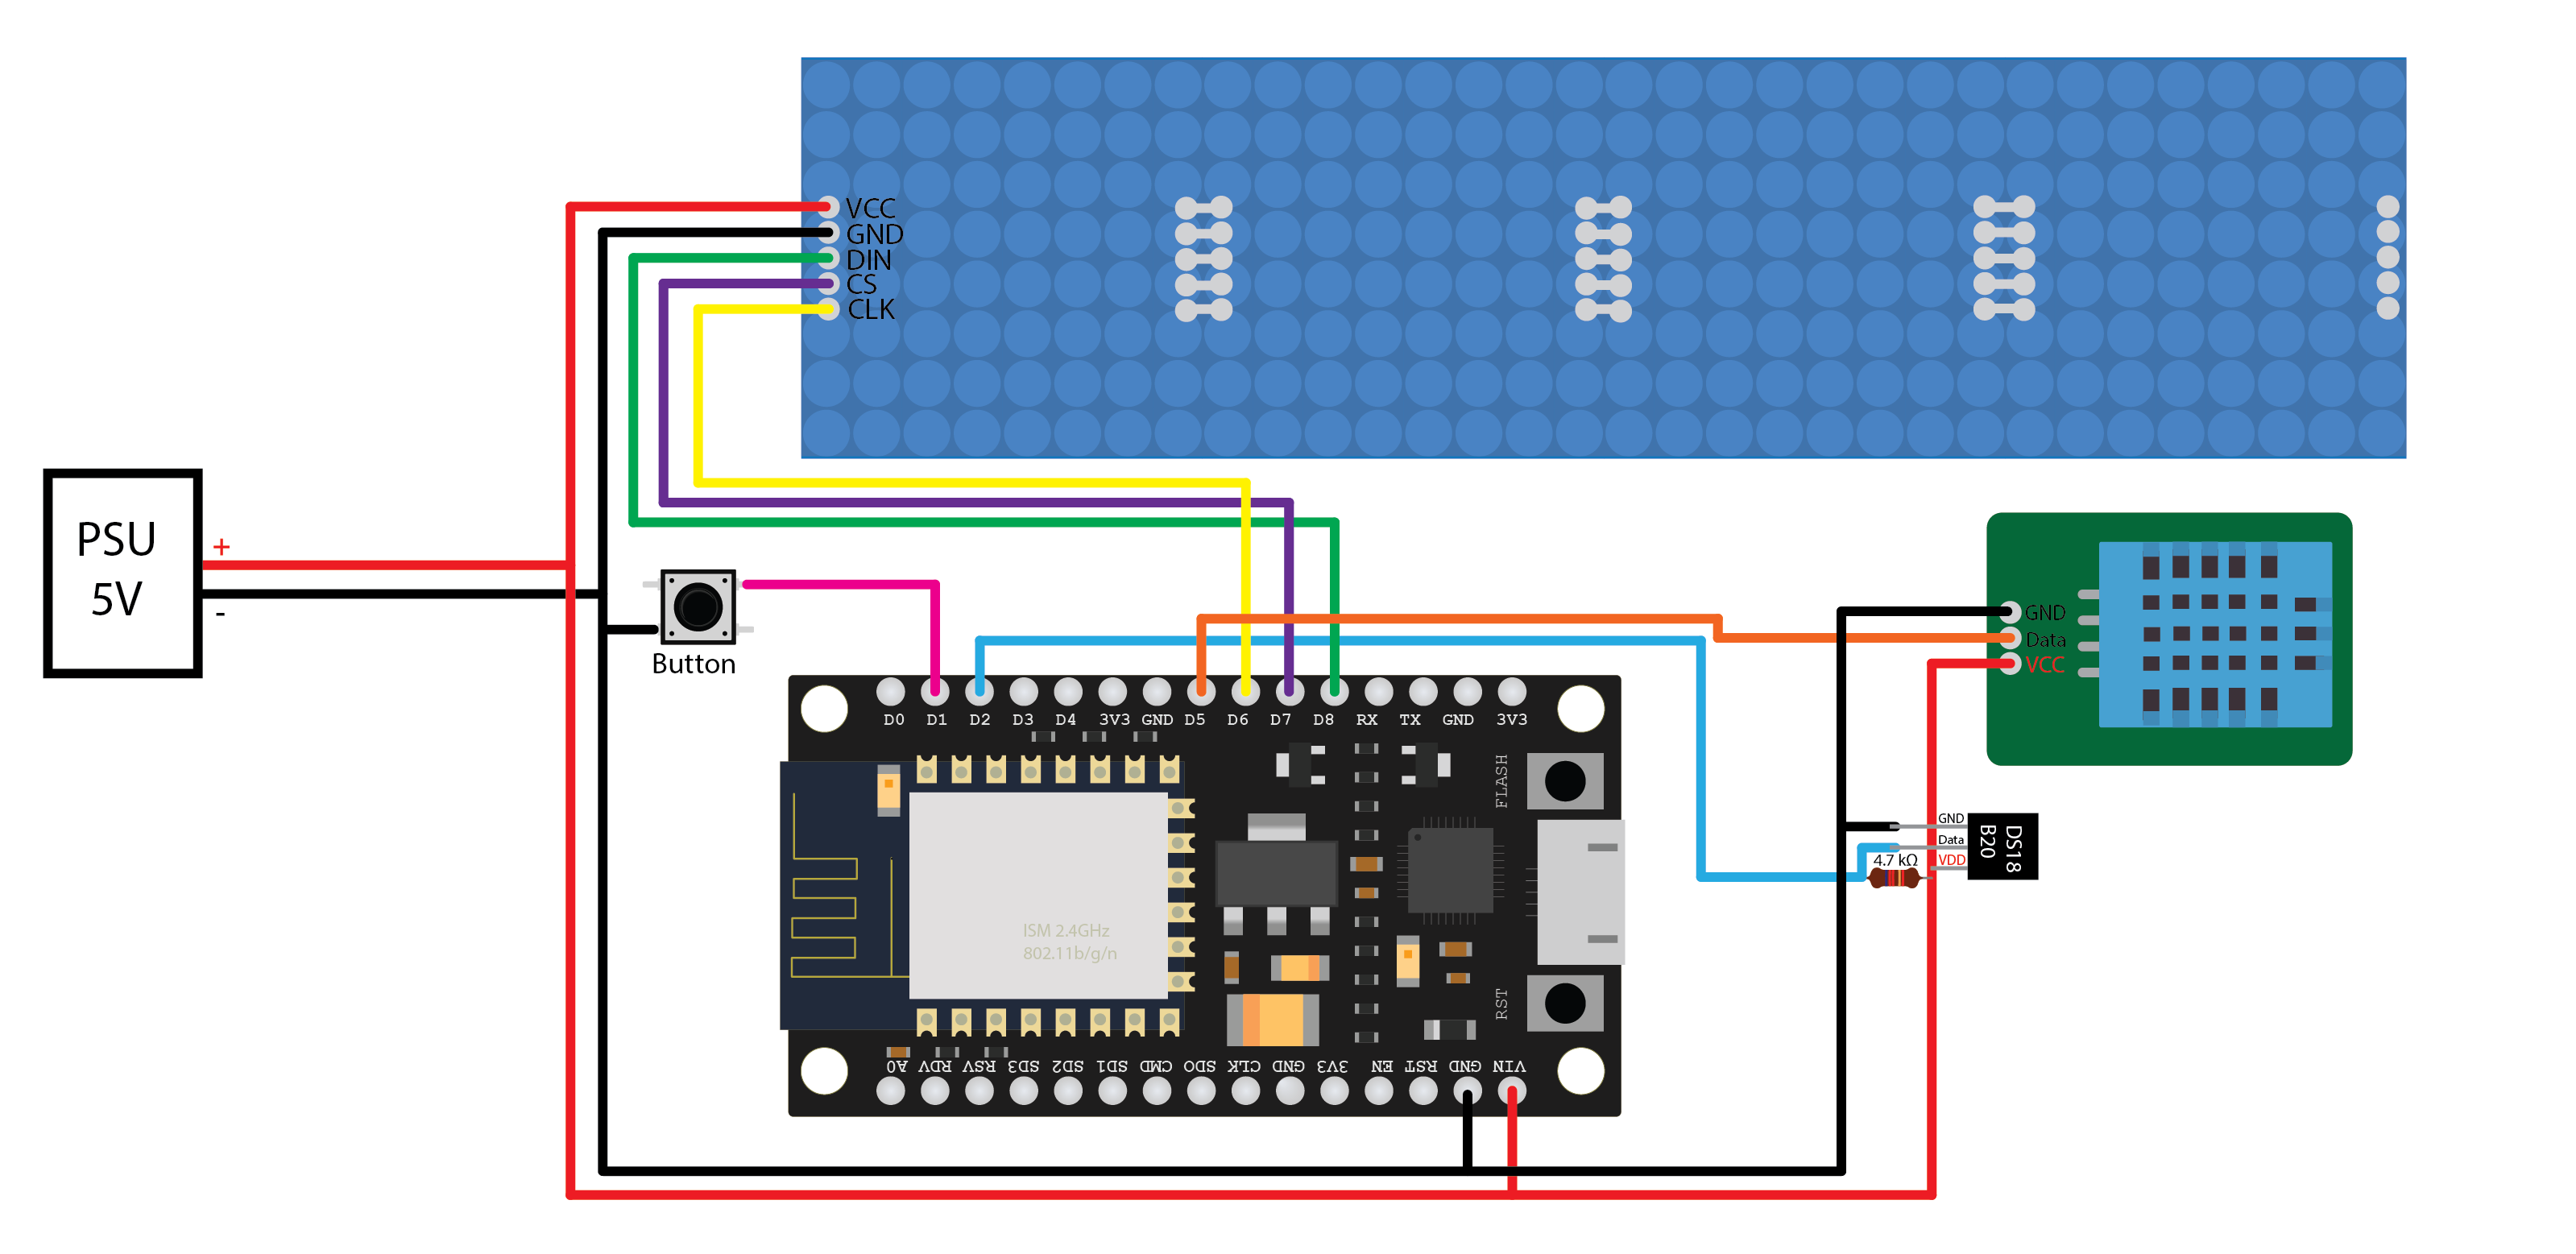 VCC
GND
DIN
CS
CLK
PSU
5V
+
-
Button
GND
Data
VCC
D0 D1 D2 D3 D4 3V3 GND D5 D6 D7 D8 RX TX GND 3V3
FLASH
GND
Data
VDD
4.7 kΩ
DS18
B20
ISM 2.4GHz
802.11b/g/n
RST
A0 RDV RSV SD3 SD2 SD1 CMD SDO CLK GND 3V3 EN RST GND VIN